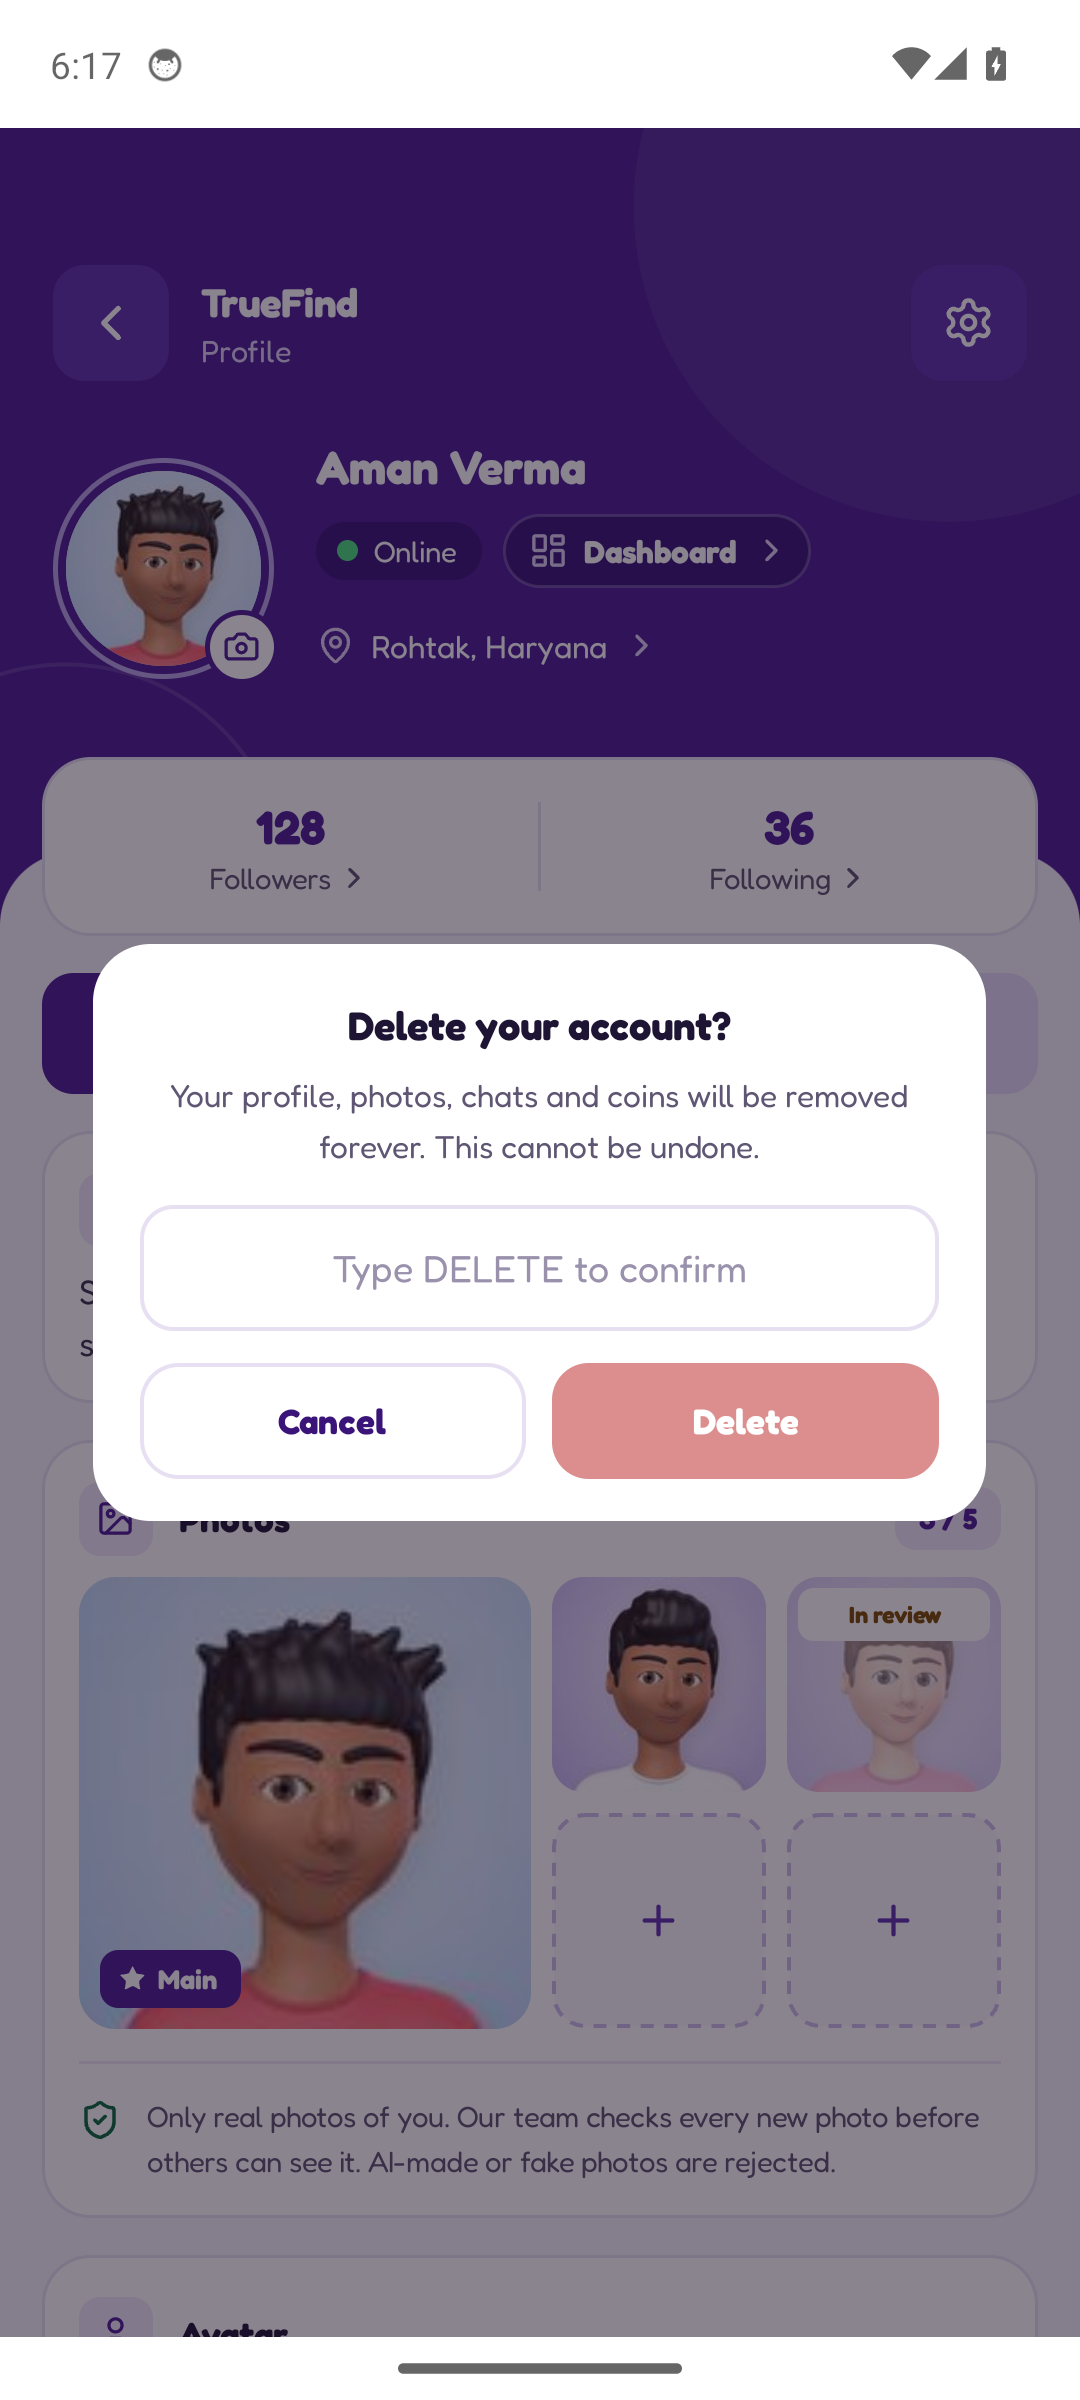 6:17
TrueFind
Profile
Aman Verma
Online
Dashboard
Rohtak, Haryana
128
Followers
36
Following
Delete your account?
Your profile, photos, chats and coins will be removed
forever. This cannot be undone.
Type DELETE to confirm
Cancel
Delete
Photos
/ 5
In review
Main
Only real photos of you. Our team checks every new photo before
others can see it. AI-made or fake photos are rejected.
Avatar